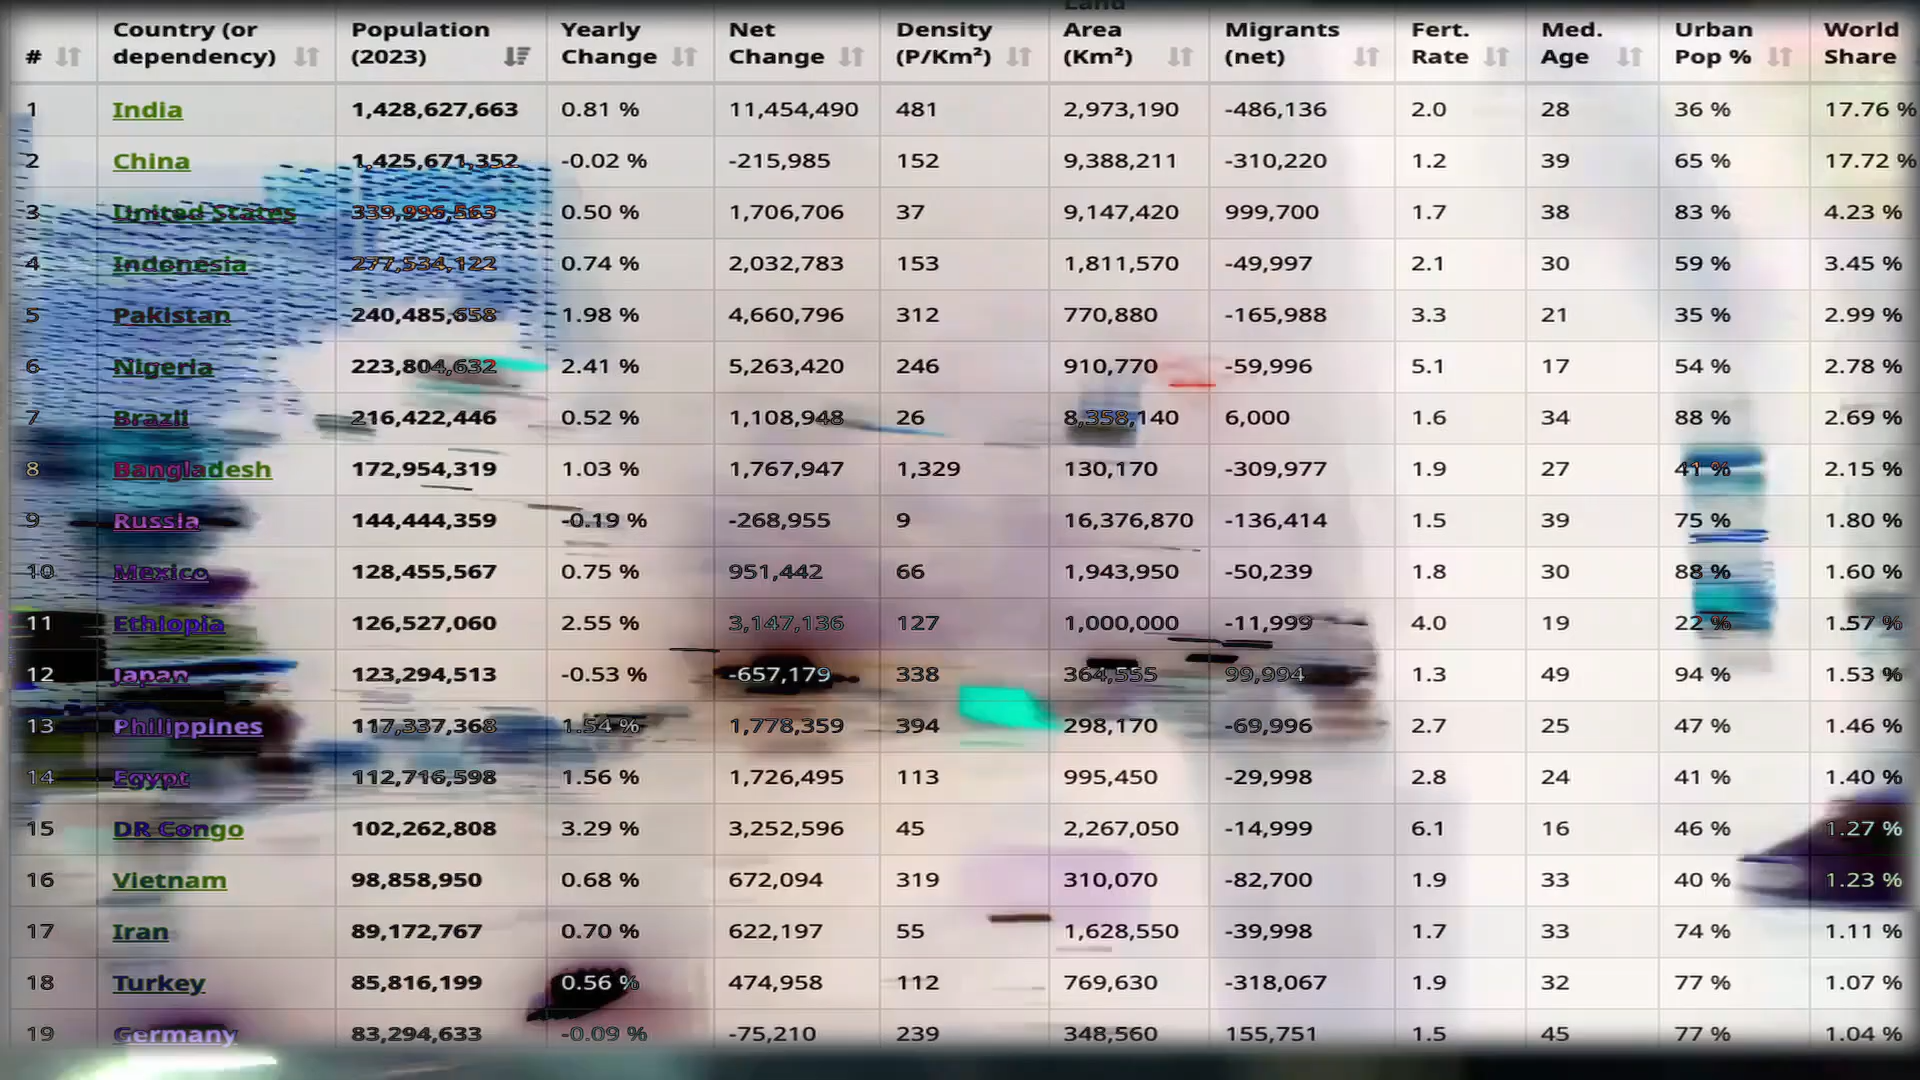 Land
# Country (or dependency) Population (2023) Yearly Change Net Change Density (P/Km²) Area (Km²) Migrants (net) Fert. Rate Med. Age Urban Pop % World Share
1 India 1,428,627,663 0.81 % 11,454,490 481 2,973,190 -486,136 2.0 28 36 % 17.76 %
2 China 1,425,671,352 -0.02 % -215,985 152 9,388,211 -310,220 1.2 39 65 % 17.72 %
3 United States 339,996,563 0.50 % 1,706,706 37 9,147,420 999,700 1.7 38 83 % 4.23 %
4 Indonesia 277,534,122 0.74 % 2,032,783 153 1,811,570 -49,997 2.1 30 59 % 3.45 %
5 Pakistan 240,485,658 1.98 % 4,660,796 312 770,880 -165,988 3.3 21 35 % 2.99 %
6 Nigeria 223,804,632 2.41 % 5,263,420 246 910,770 -59,996 5.1 17 54 % 2.78 %
7 Brazil 216,422,446 0.52 % 1,108,948 26 8,358,140 6,000 1.6 34 88 % 2.69 %
8 Bangladesh 172,954,319 1.03 % 1,767,947 1,329 130,170 -309,977 1.9 27 41 % 2.15 %
9 Russia 144,444,359 -0.19 % -268,955 9 16,376,870 -136,414 1.5 39 75 % 1.80 %
10 Mexico 128,455,567 0.75 % 951,442 66 1,943,950 -50,239 1.8 30 88 % 1.60 %
11 Ethiopia 126,527,060 2.55 % 3,147,136 127 1,000,000 -11,999 4.0 19 22 % 1.57 %
12 Japan 123,294,513 -0.53 % -657,179 338 364,555 99,994 1.3 49 94 % 1.53 %
13 Philippines 117,337,368 1.54 % 1,778,359 394 298,170 -69,996 2.7 25 47 % 1.46 %
14 Egypt 112,716,598 1.56 % 1,726,495 113 995,450 -29,998 2.8 24 41 % 1.40 %
15 DR Congo 102,262,808 3.29 % 3,252,596 45 2,267,050 -14,999 6.1 16 46 % 1.27 %
16 Vietnam 98,858,950 0.68 % 672,094 319 310,070 -82,700 1.9 33 40 % 1.23 %
17 Iran 89,172,767 0.70 % 622,197 55 1,628,550 -39,998 1.7 33 74 % 1.11 %
18 Turkey 85,816,199 0.56 % 474,958 112 769,630 -318,067 1.9 32 77 % 1.07 %
19 Germany 83,294,633 -0.09 % -75,210 239 348,560 155,751 1.5 45 77 % 1.04 %